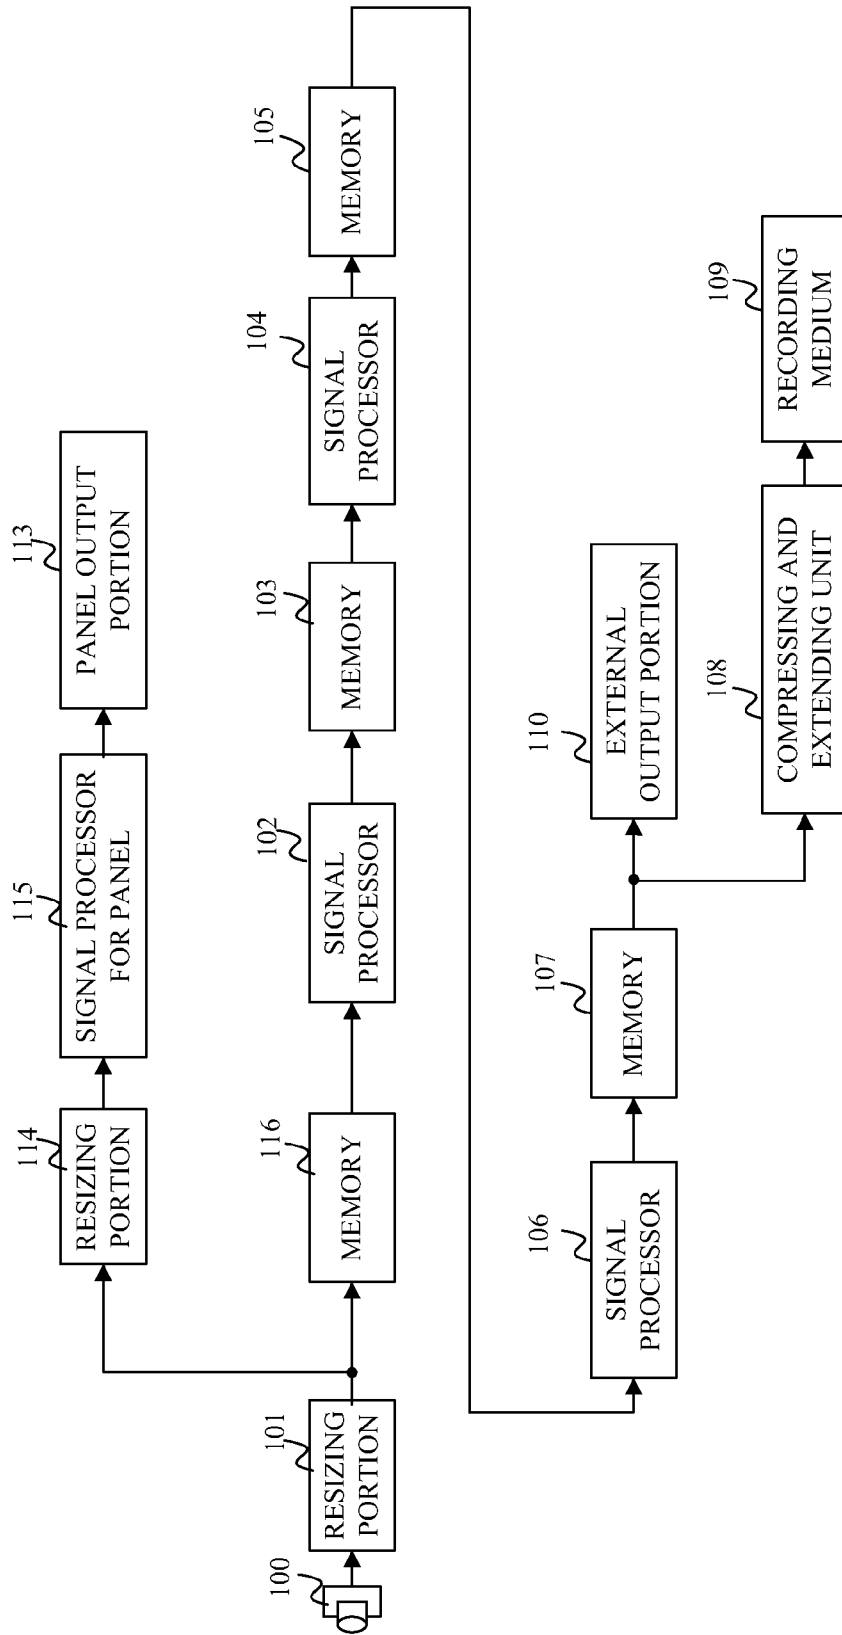 114
RESIZING
PORTION
115
SIGNAL PROCESSOR
FOR PANEL
113
PANEL OUTPUT
PORTION
100
101
RESIZING
PORTION
116
MEMORY
102
SIGNAL
PROCESSOR
103
MEMORY
104
SIGNAL
PROCESSOR
105
MEMORY
106
SIGNAL
PROCESSOR
107
MEMORY
110
EXTERNAL
OUTPUT PORTION
108
COMPRESSING AND
EXTENDING UNIT
109
RECORDING
MEDIUM